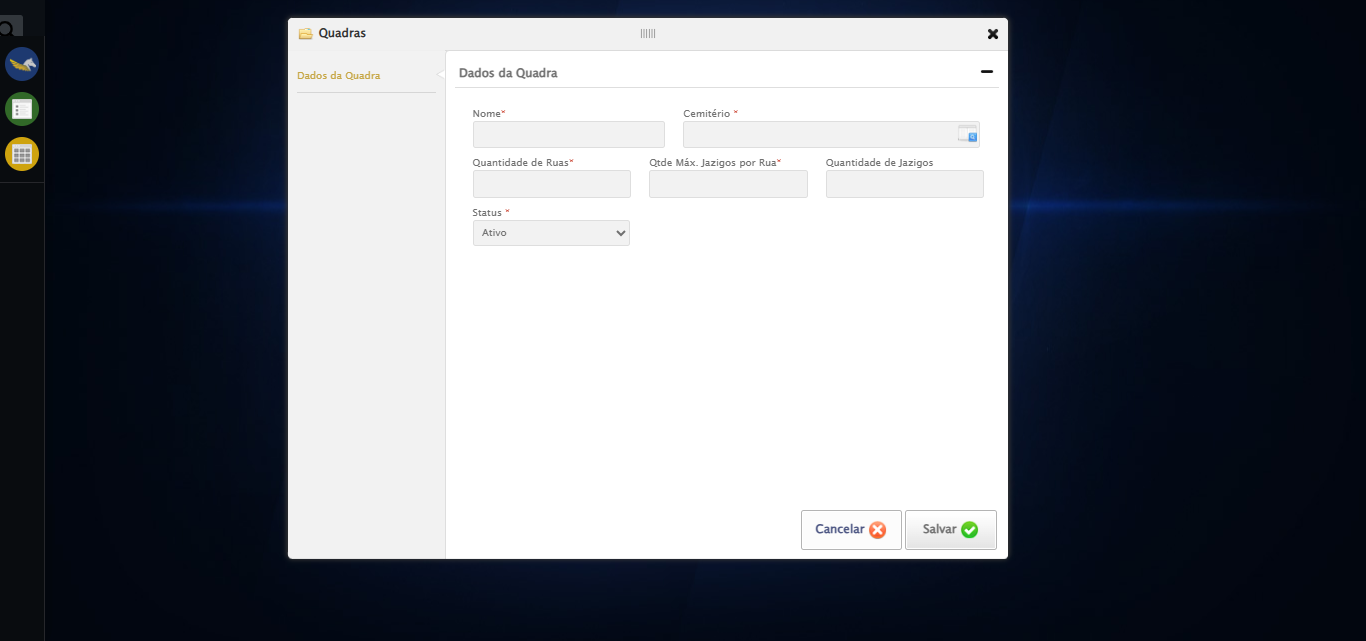 Quadras
Dados da Quadra
Dados da Quadra
Nome* Cemitério *
Quantidade de Ruas* Qtde Máx. Jazigos por Rua* Quantidade de Jazigos
Status *
Ativo
Cancelar Salvar